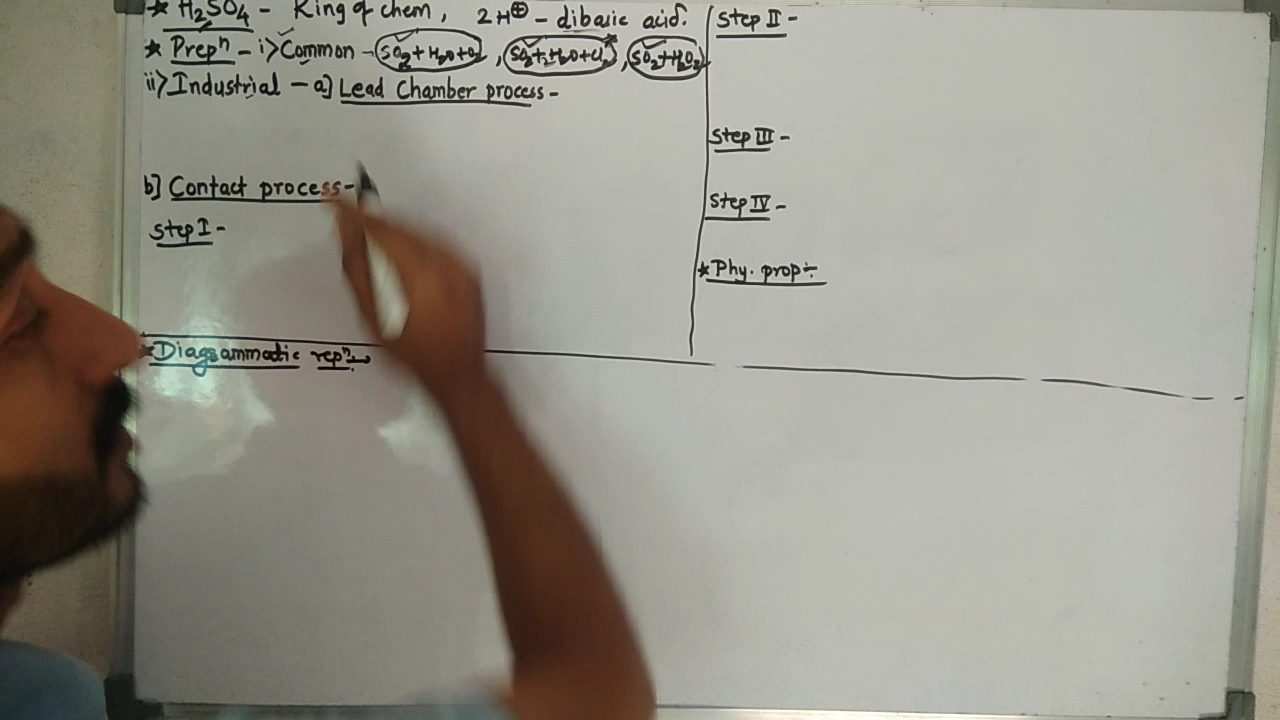 ★ H2SO4 - King of chem, 2H⊕ - dibasic acid.
★ Prepⁿ - i> Common - SO2 + H2O + O2, SO2 + 2H2O + Cl2, SO2 + H2O2
ii> Industrial - a] Lead Chamber process -
b] Contact process -
Step I -
Step II -
Step III -
Step IV -
★ Phy. prop :-
★ Diagrammatic repⁿ →